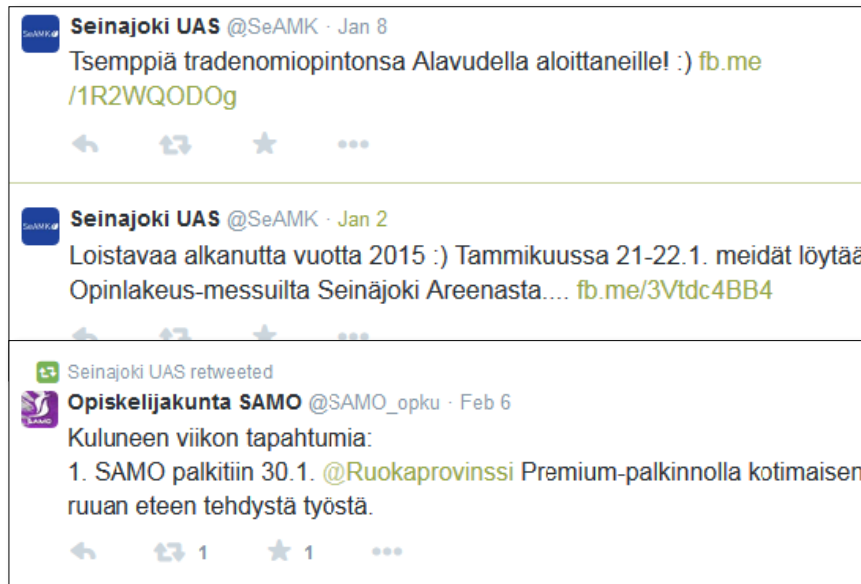 Seinajoki UAS @SeAMK · Jan 8
Tsemppiä tradenomiopintonsa Alavudella aloittaneille! :) fb.me
/1R2WQODOg
Seinajoki UAS @SeAMK · Jan 2
Loistavaa alkanutta vuotta 2015 :) Tammikuussa 21-22.1. meidät löytää
Opinlakeus-messuilta Seinäjoki Areenasta.... fb.me/3Vtdc4BB4
Seinajoki UAS retweeted
Opiskelijakunta SAMO @SAMO_opku · Feb 6
Kuluneen viikon tapahtumia:
1. SAMO palkitiin 30.1. @Ruokaprovinssi Premium-palkinnolla kotimaisen
ruuan eteen tehdystä työstä.
1 1